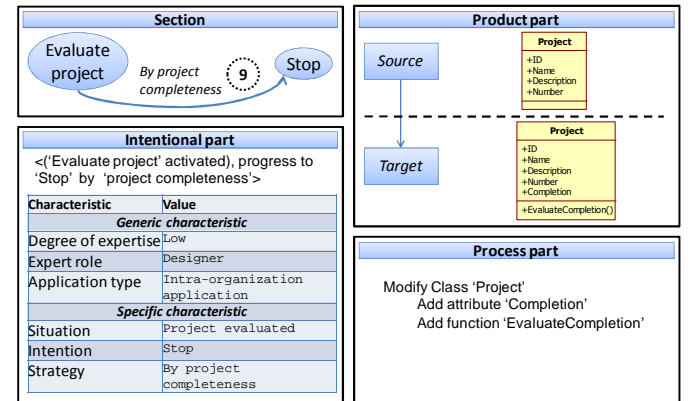 Section
Evaluate
project
By project
completeness
9
Stop
Intentional part
<(‘Evaluate project’ activated), progress to
‘Stop’ by ‘project completeness’>
Characteristic Value
Generic characteristic
Degree of expertise Low
Expert role Designer
Application type Intra-organization
application
Specific characteristic
Situation Project evaluated
Intention Stop
Strategy By project
completeness
Product part
Source
Project
+ID
+Name
+Description
+Number
Target
Project
+ID
+Name
+Description
+Number
+Completion
+EvaluateCompletion()
Process part
Modify Class ‘Project’
Add attribute ‘Completion’
Add function ‘EvaluateCompletion’